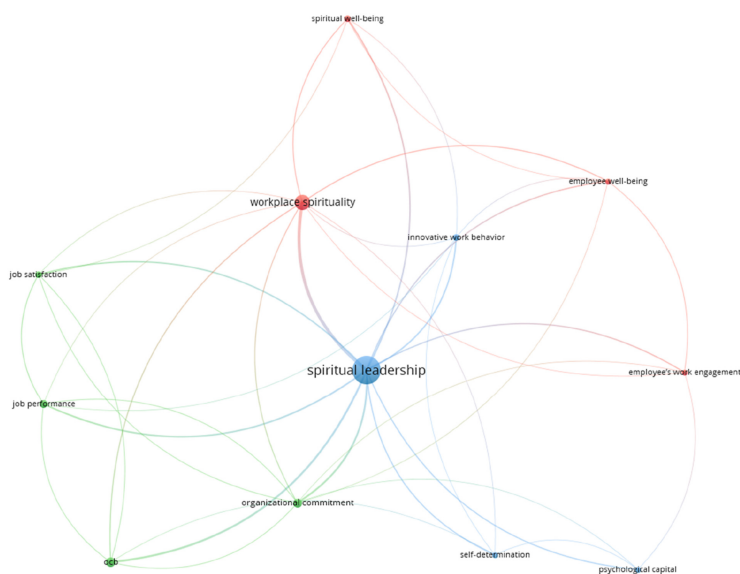 spiritual well-being
employee well-being
workplace spirituality
innovative work behavior
job satisfaction
spiritual leadership
employee's work engagement
job performance
organizational commitment
self-determination
ocb
psychological capital